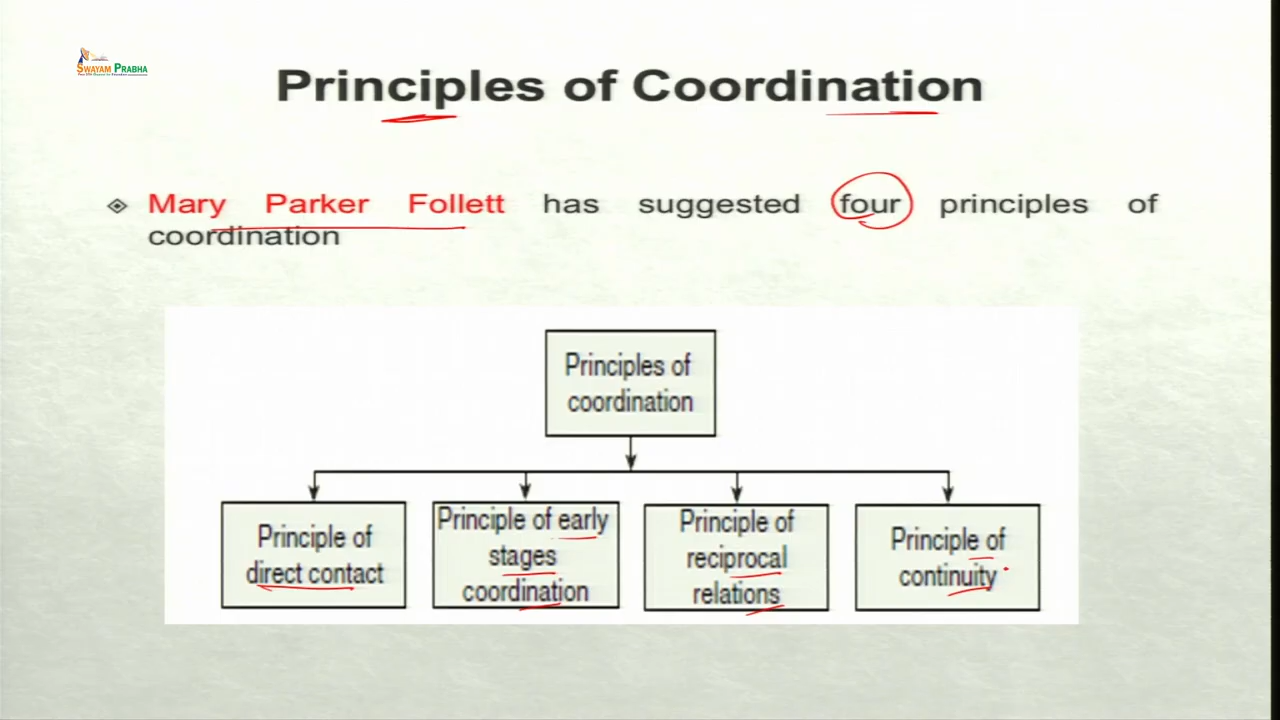 SWAYAM PRABHA
Principles of Coordination
Mary Parker Follett has suggested four principles of
coordination
Principles of
coordination
Principle of
direct contact
Principle of early
stages
coordination
Principle of
reciprocal
relations
Principle of
continuity